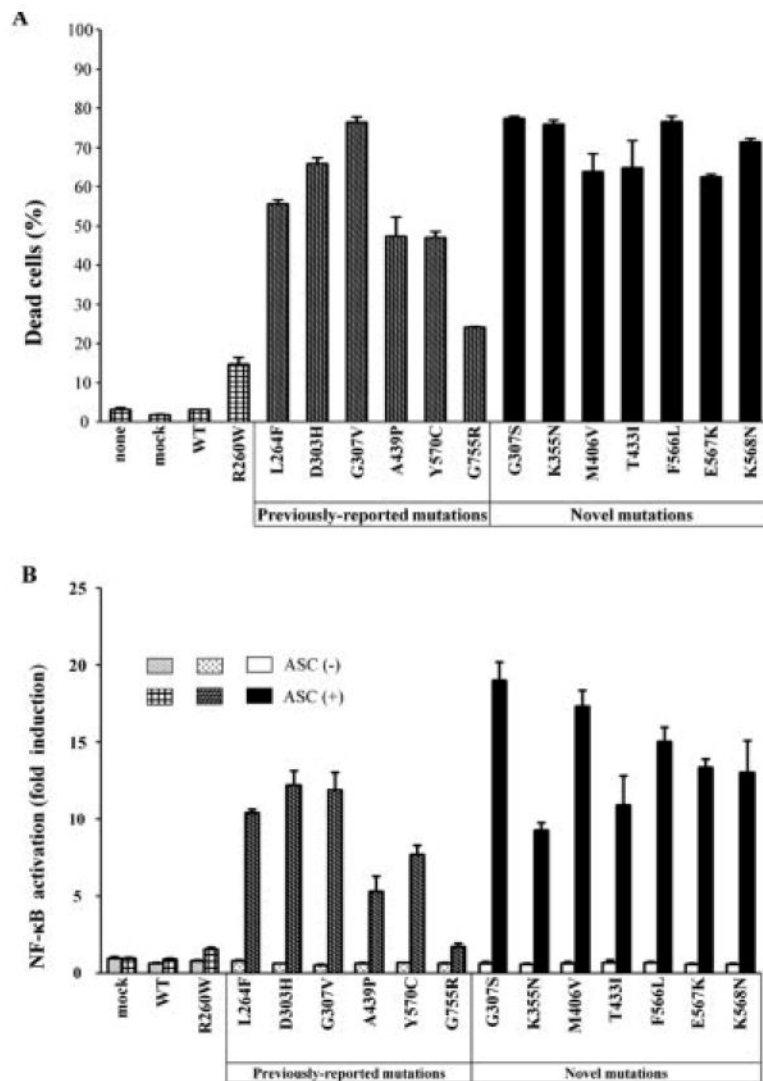 A
Dead cells (%)
80
70
60
50
40
30
20
10
0
none
mock
WT
R260W
L264F
D303H
G307V
A439P
Y570C
G755R
G307S
K355N
M406V
T433I
F566L
E567K
K568N
Previously-reported mutations
Novel mutations
B
NF-κB activation (fold induction)
25
20
15
10
5
0
ASC (-)
ASC (+)
mock
WT
R260W
L264F
D303H
G307V
A439P
Y570C
G755R
G307S
K355N
M406V
T433I
F566L
E567K
K568N
Previously-reported mutations
Novel mutations